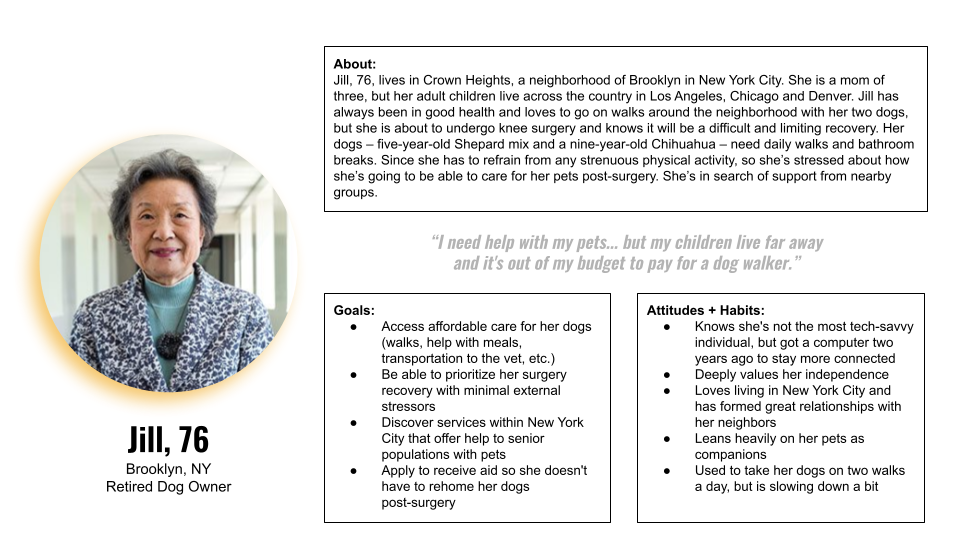 About:
Jill, 76, lives in Crown Heights, a neighborhood of Brooklyn in New York City. She is a mom of
three, but her adult children live across the country in Los Angeles, Chicago and Denver. Jill has
always been in good health and loves to go on walks around the neighborhood with her two dogs,
but she is about to undergo knee surgery and knows it will be a difficult and limiting recovery. Her
dogs – five-year-old Shepard mix and a nine-year-old Chihuahua – need daily walks and bathroom
breaks. Since she has to refrain from any strenuous physical activity, so she’s stressed about how
she’s going to be able to care for her pets post-surgery. She’s in search of support from nearby
groups.
“I need help with my pets... but my children live far away
and it's out of my budget to pay for a dog walker.”
Goals:
● Access affordable care for her dogs
(walks, help with meals,
transportation to the vet, etc.)
● Be able to prioritize her surgery
recovery with minimal external
stressors
● Discover services within New York
City that offer help to senior
populations with pets
● Apply to receive aid so she doesn't
have to rehome her dogs
post-surgery
Attitudes + Habits:
● Knows she's not the most tech-savvy
individual, but got a computer two
years ago to stay more connected
● Deeply values her independence
● Loves living in New York City and
has formed great relationships with
her neighbors
● Leans heavily on her pets as
companions
● Used to take her dogs on two walks
a day, but is slowing down a bit
Jill, 76
Brooklyn, NY
Retired Dog Owner